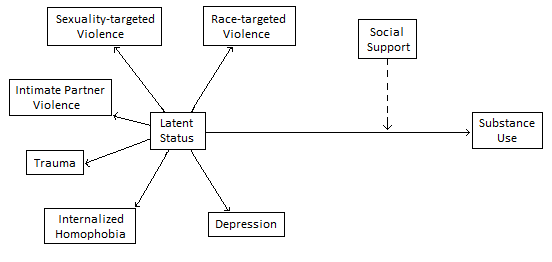 Sexuality-targeted
Violence
Race-targeted
Violence
Social
Support
Intimate Partner
Violence
Latent
Status
Substance
Use
Trauma
Internalized
Homophobia
Depression